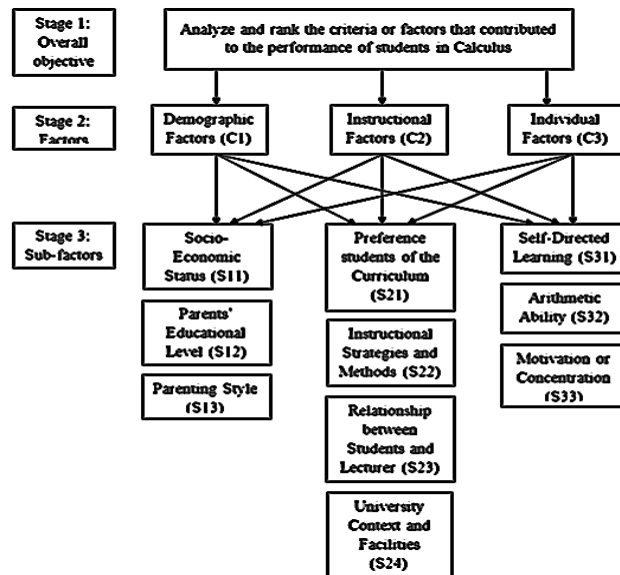 Stage 1:
Overall
objective
Analyze and rank the criteria or factors that contributed
to the performance of students in Calculus
Stage 2:
Factors
Demographic
Factors (C1)
Instructional
Factors (C2)
Individual
Factors (C3)
Stage 3:
Sub-factors
Socio-
Economic
Status (S11)
Preference
students of the
Curriculum
(S21)
Self-Directed
Learning (S31)
Parents'
Educational
Level (S12)
Instructional
Strategies and
Methods (S22)
Arithmetic
Ability (S32)
Parenting Style
(S13)
Relationship
between
Students and
Lecturer (S23)
Motivation or
Concentration
(S33)
University
Context and
Facilities
(S24)